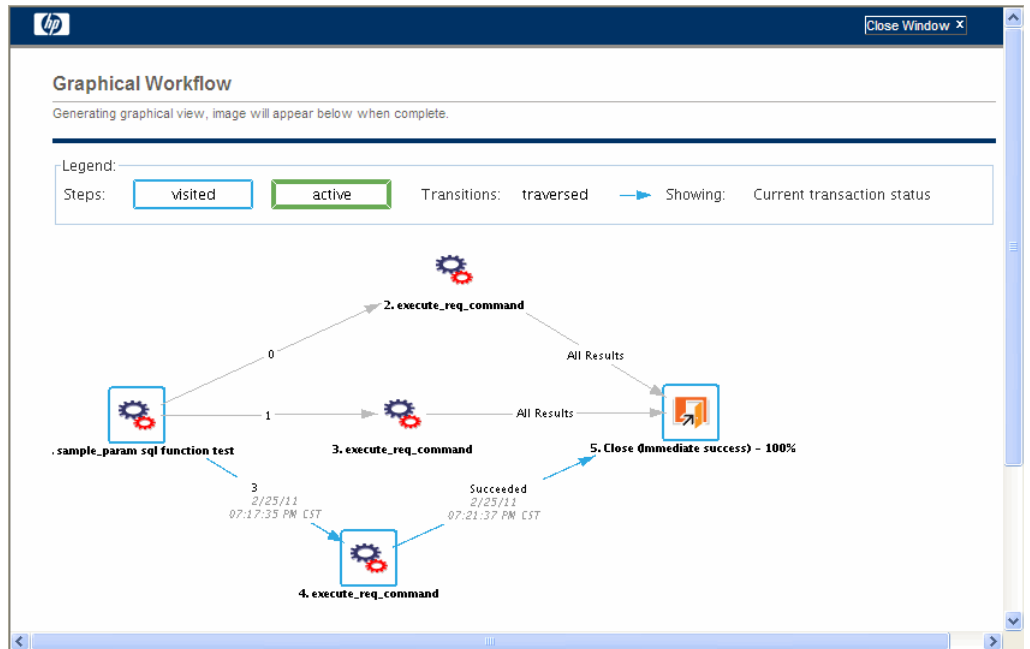 hp
Close Window x
Graphical Workflow
Generating graphical view, image will appear below when complete.
Legend:
Steps: visited active Transitions: traversed Showing: Current transaction status
2. execute_req_command
0
All Results
1
All Results
. sample_param sql function test
3. execute_req_command
5. Close (Immediate success) - 100%
3
2/25/11
07:17:35 PM CST
Succeeded
2/25/11
07:21:37 PM CST
4. execute_req_command